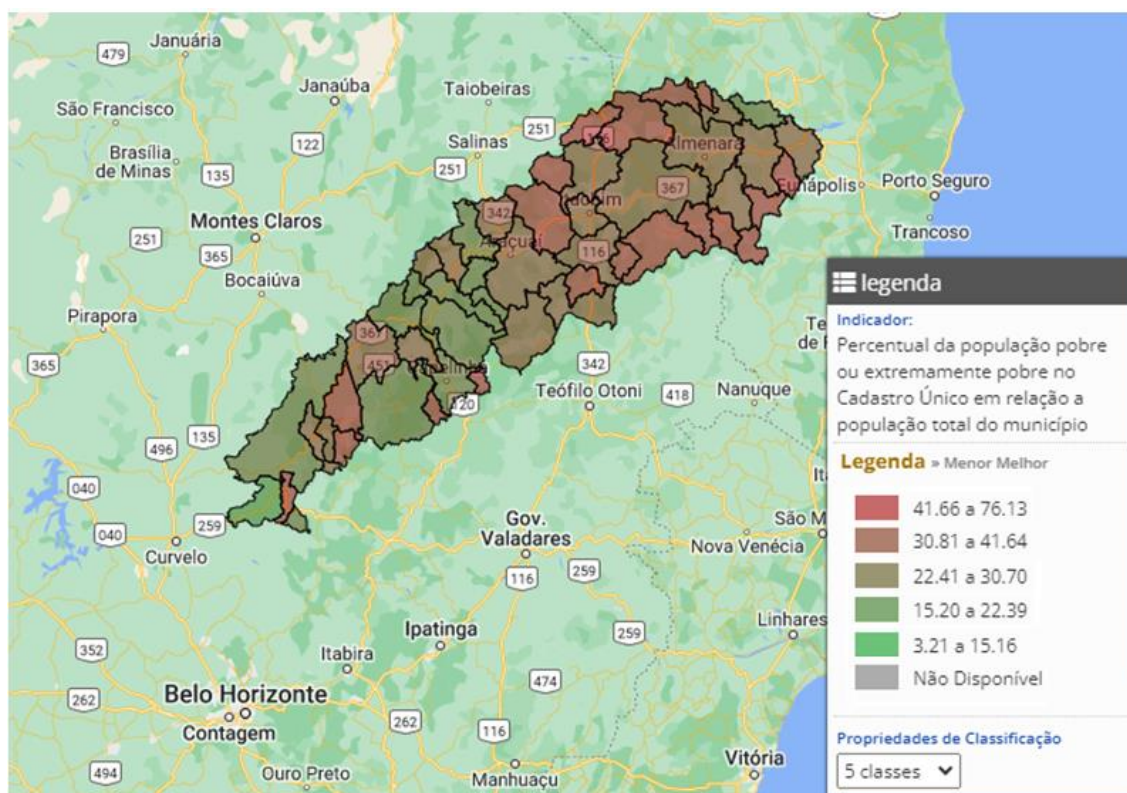 Januária
479
Janaúba
Taiobeiras
São Francisco
251
Salinas
122
Brasília
de Minas
135
251
116
Almenara
367
Eunápolis
Porto Seguro
Montes Claros
342
Trancoso
251
365
Araçuaí
116
Bocaiúva
Pirapora
367
451
365
342
Teófilo Otoni
418
Nanuque
120
135
496
040
259
040
Curvelo
Gov.
Valadares
Nova Venécia
116
259
Ipatinga
Linhares
352
Itabira
259
474
262
Belo Horizonte
Contagem
262
116
494
Ouro Preto
Manhuaçu
Vitória
legenda
Indicador:
Percentual da população pobre
ou extremamente pobre no
Cadastro Único em relação a
população total do município
Legenda » Menor Melhor
41.66 a 76.13
30.81 a 41.64
22.41 a 30.70
15.20 a 22.39
3.21 a 15.16
Não Disponível
Propriedades de Classificação
5 classes